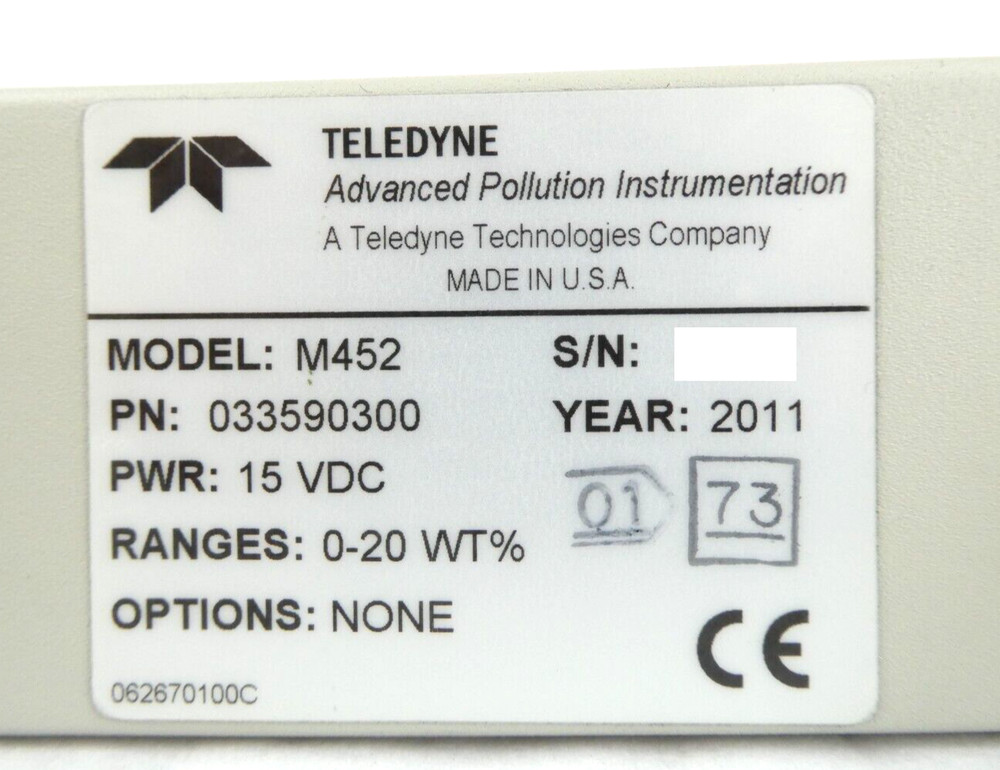 TELEDYNE
Advanced Pollution Instrumentation
A Teledyne Technologies Company
MADE IN U.S.A.
MODEL: M452 S/N:
PN: 033590300 YEAR: 2011
PWR: 15 VDC 01 73
RANGES: 0-20 WT%
OPTIONS: NONE
CE
062670100C